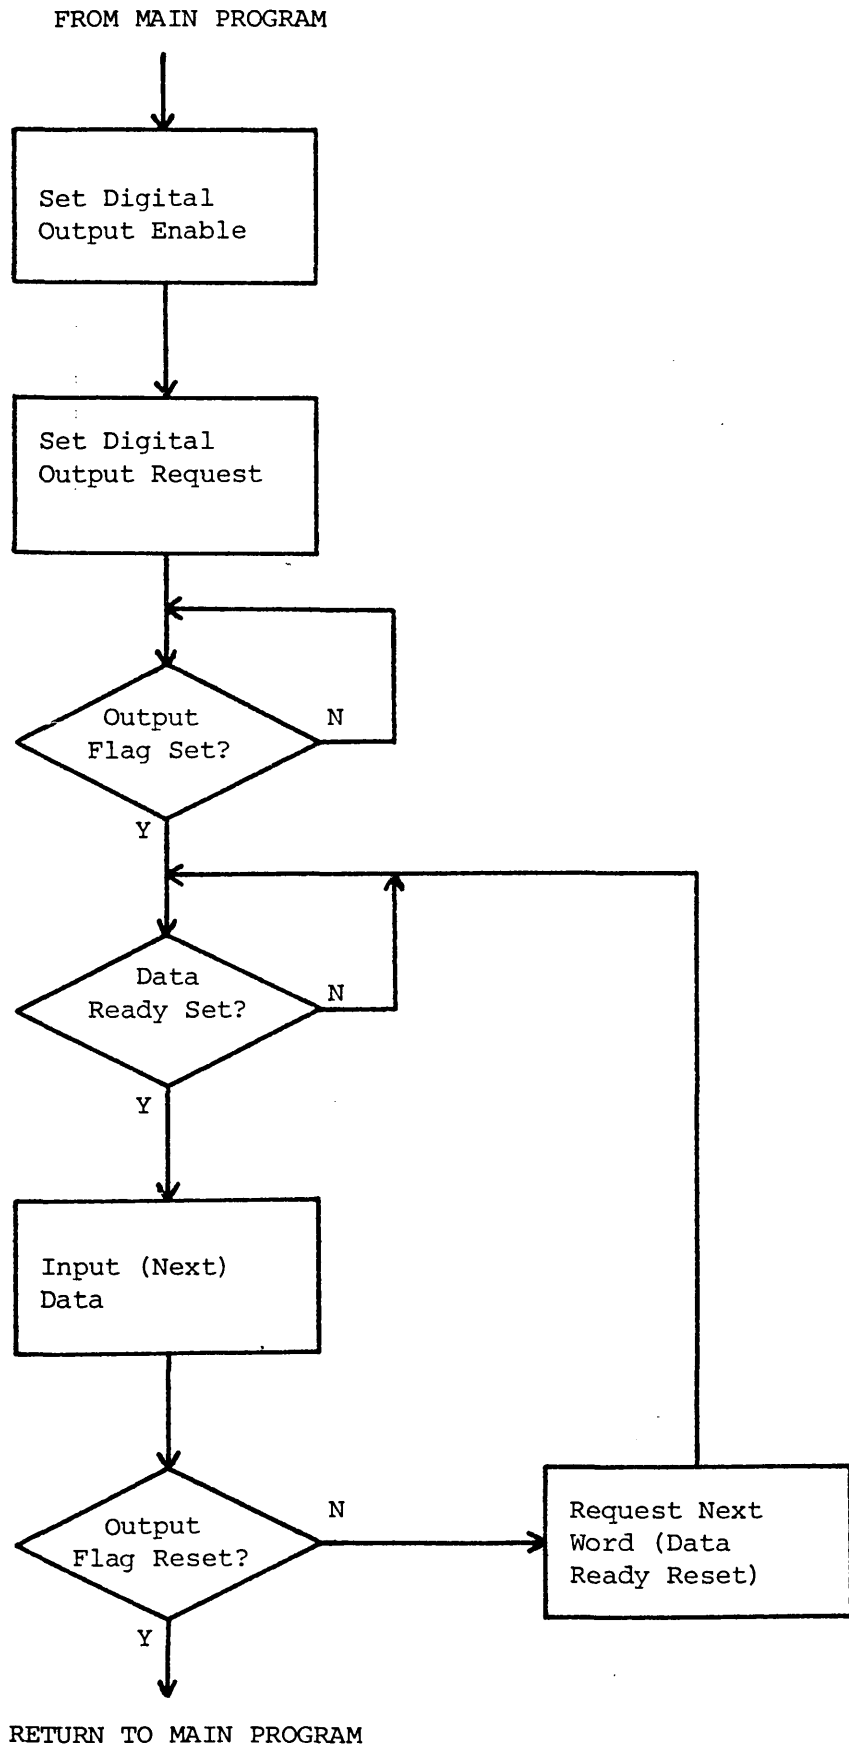 FROM MAIN PROGRAM
Set Digital
Output Enable
Set Digital
Output Request
Output
Flag Set?
N
Y
Data
Ready Set?
N
Y
Input (Next)
Data
Output
Flag Reset?
N
Request Next
Word (Data
Ready Reset)
Y
RETURN TO MAIN PROGRAM